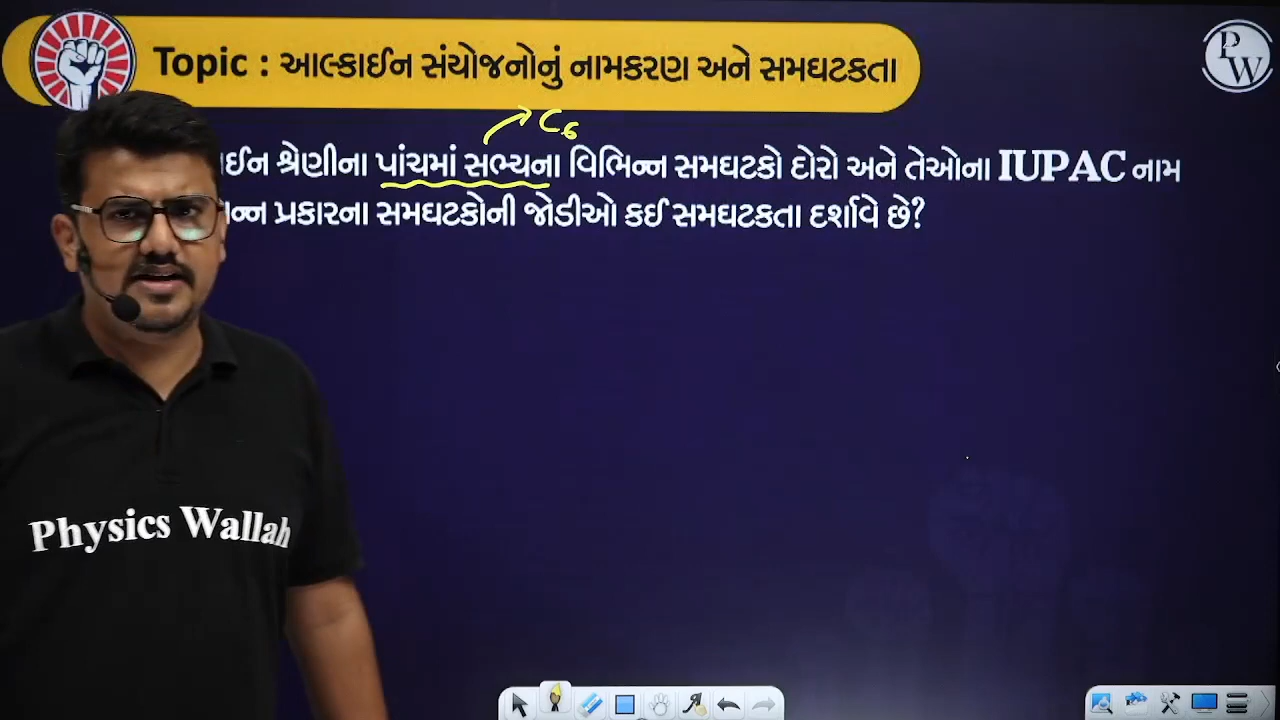 Topic : આલ્કાઈન સંયોજનોનું નામકરણ અને સમઘટકતા
PW
C6
શ્રેણીના પાંચમાં સભ્યના વિભિન્ન સમઘટકો દોરો અને તેઓના IUPAC નામ
પ્રકારના સમઘટકોની જોડીઓ કઈ સમઘટકતા દર્શાવે છે?
Physics Wallah